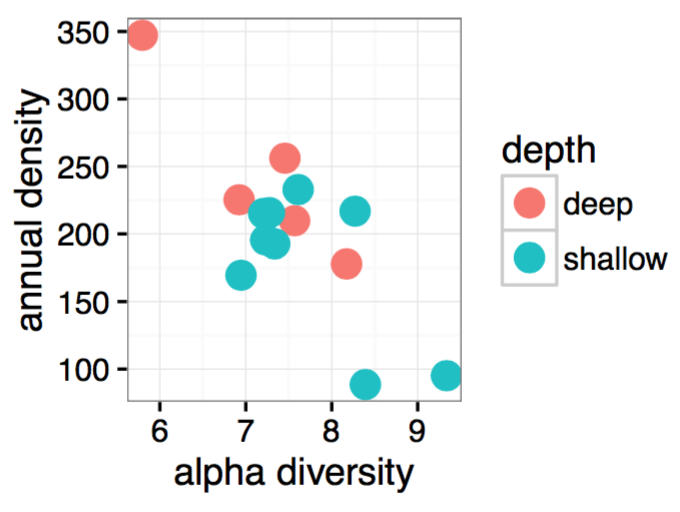 annual density
350
300
250
200
150
100
6 7 8 9
alpha diversity
depth
deep
shallow